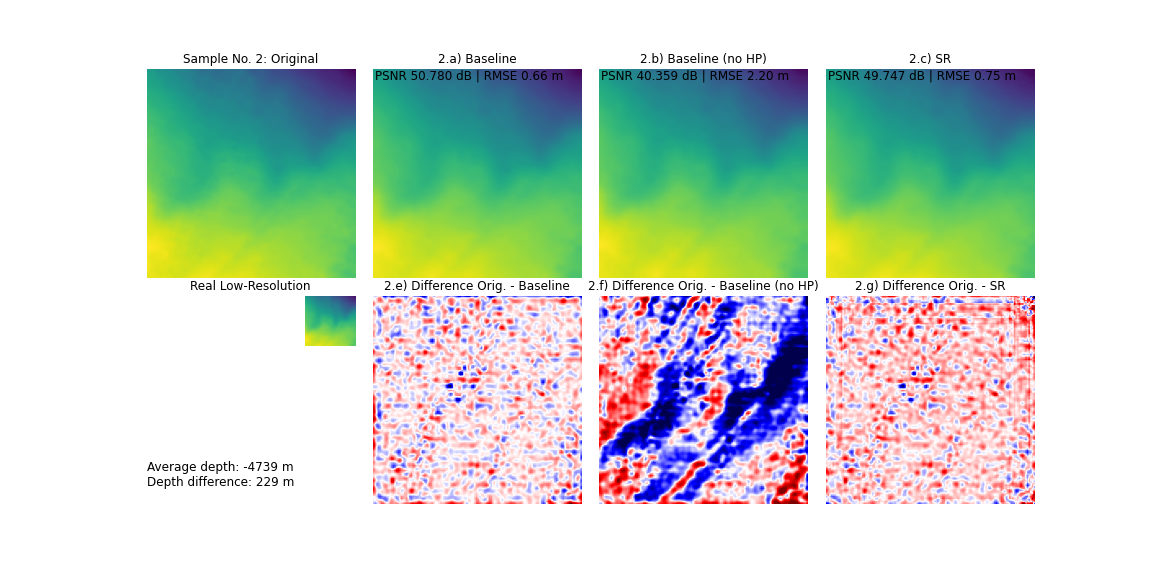 Sample No. 2: Original
2.a) Baseline
2.b) Baseline (no HP)
2.c) SR
PSNR 50.780 dB | RMSE 0.66 m
PSNR 40.359 dB | RMSE 2.20 m
PSNR 49.747 dB | RMSE 0.75 m
Real Low-Resolution
2.e) Difference Orig. - Baseline
2.f) Difference Orig. - Baseline (no HP)
2.g) Difference Orig. - SR
Average depth: -4739 m
Depth difference: 229 m